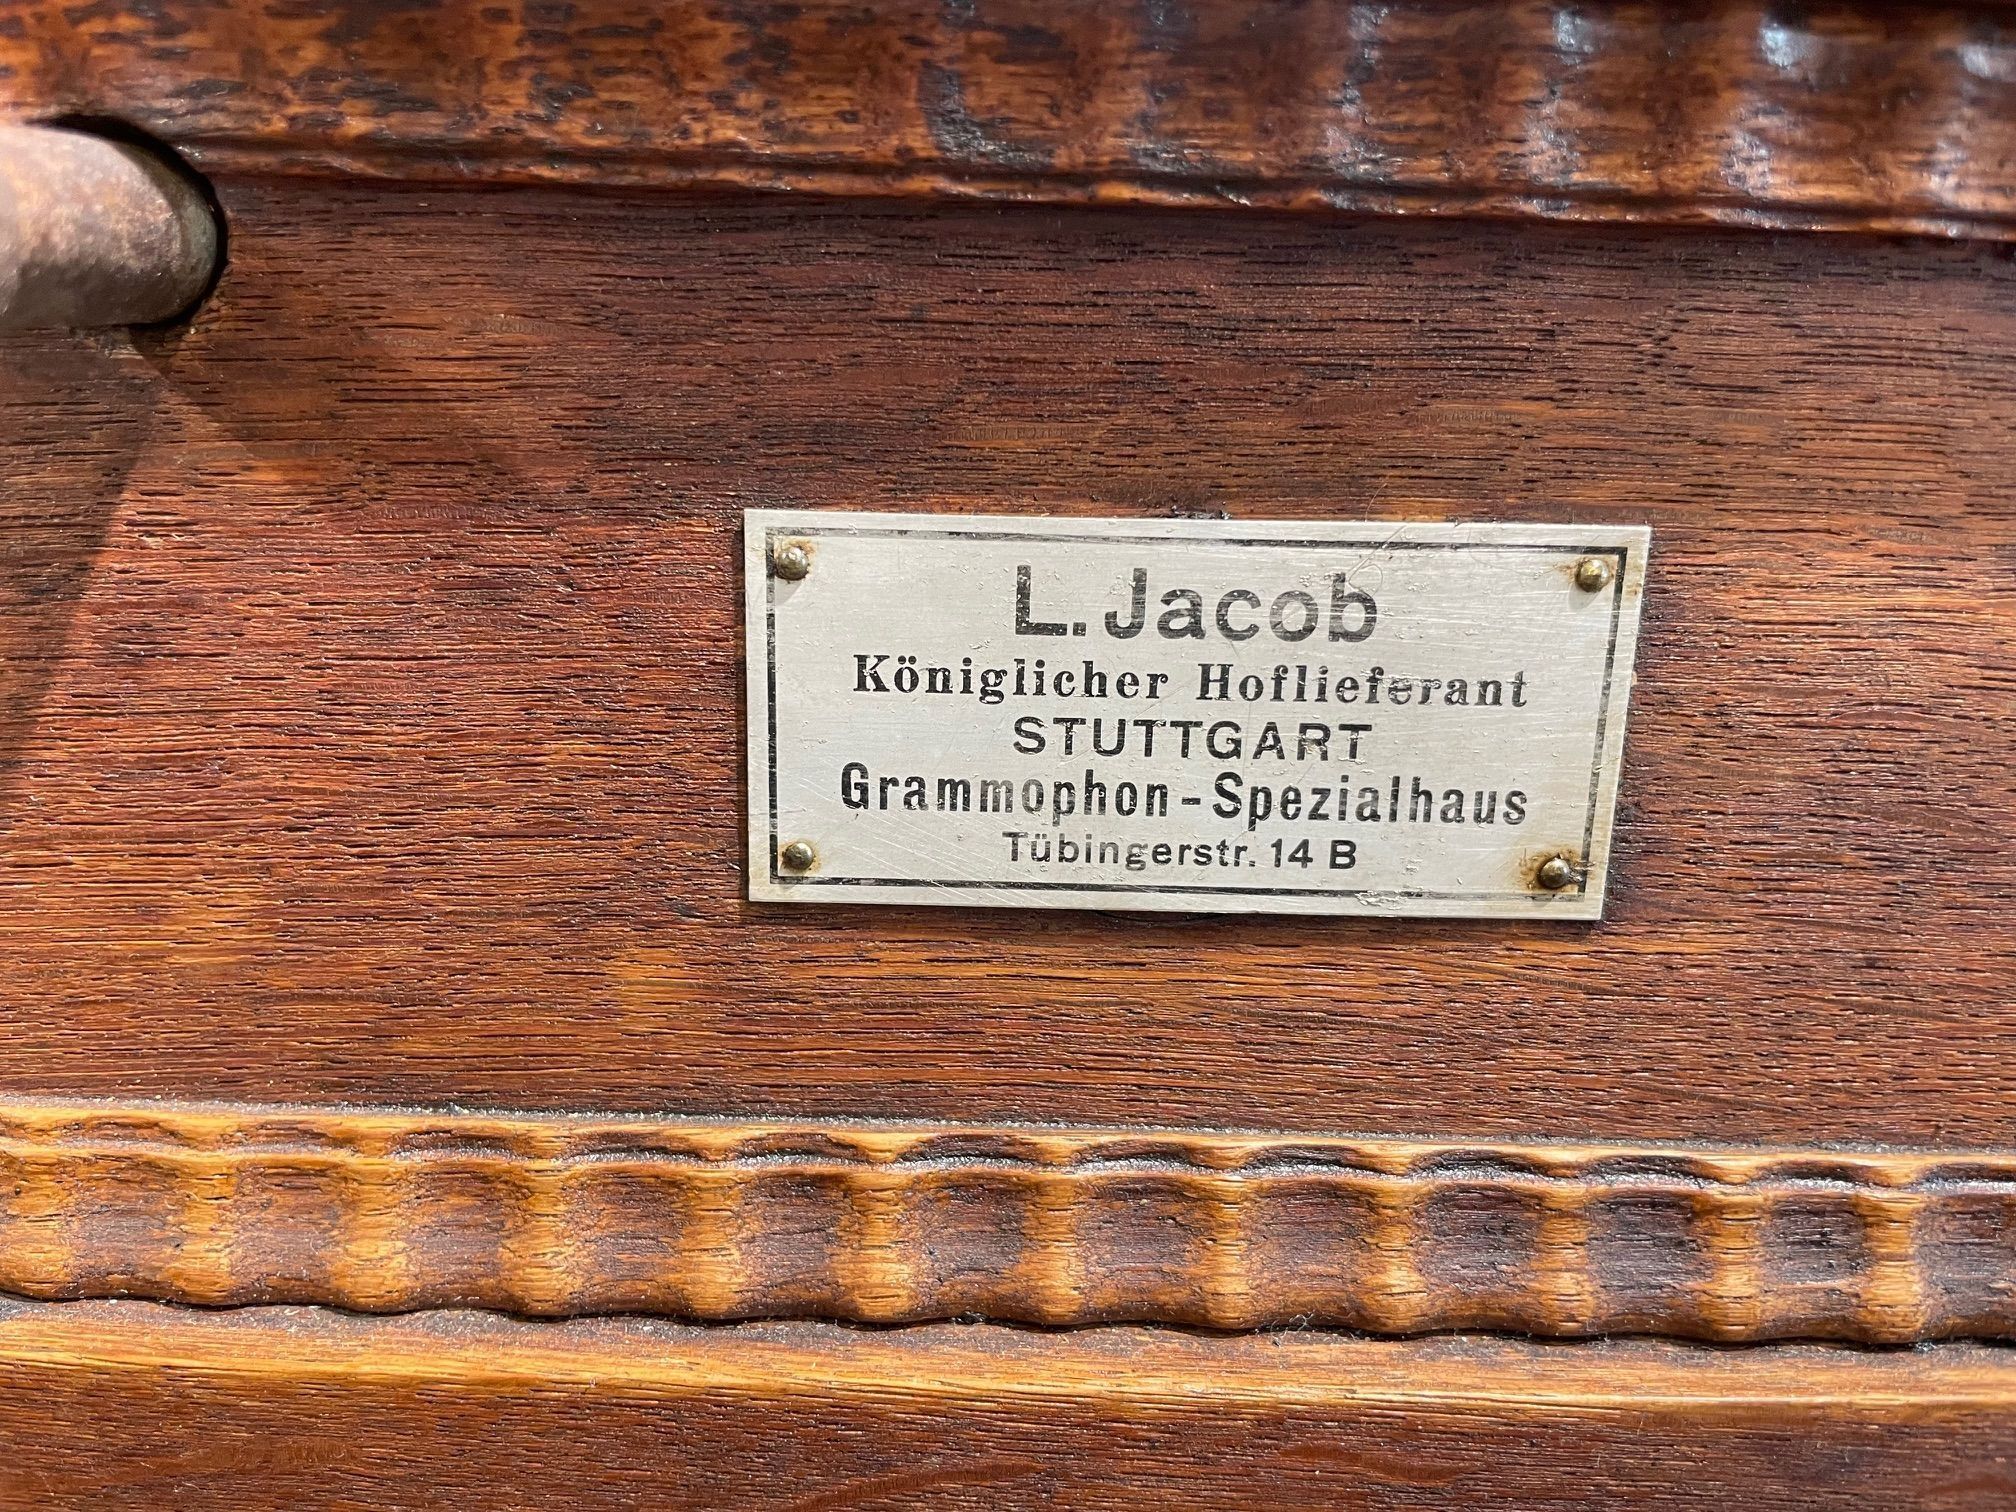 L. Jacob
Königlicher Hoflieferant
STUTTGART
Grammophon-Spezialhaus
Tübingerstr. 14 B